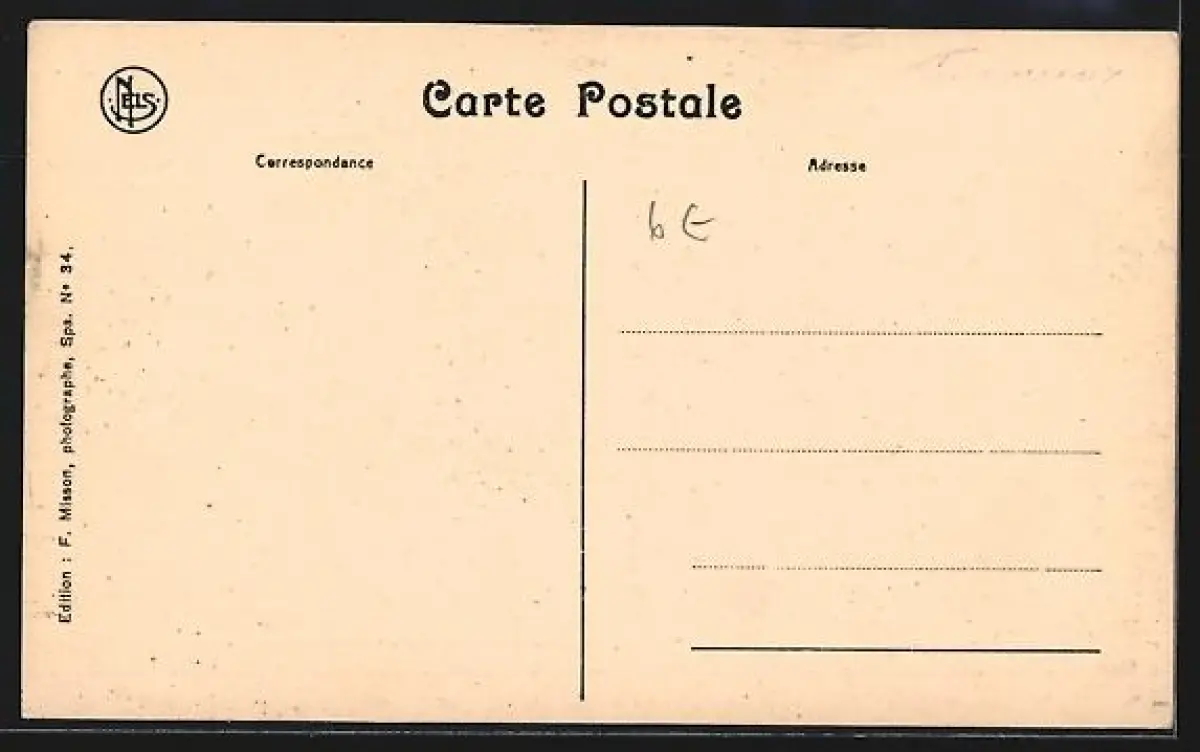 NELS
Carte Postale
Correspondance
Adresse
6 €
Edition : F. Misson, photographe, Spa. N° 34.